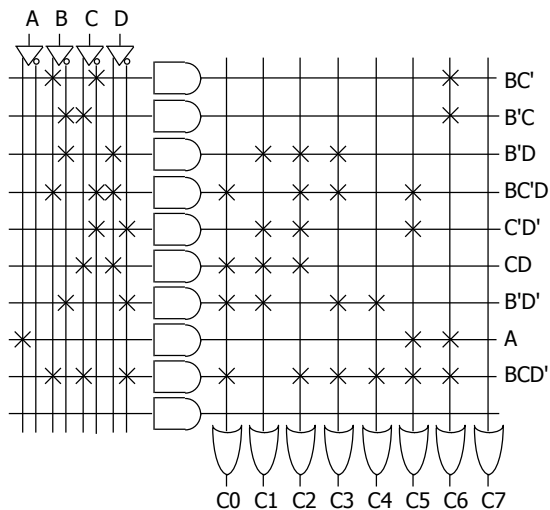 A B C D
BC'
B'C
B'D
BC'D
C'D'
CD
B'D'
A
BCD'
C0 C1 C2 C3 C4 C5 C6 C7